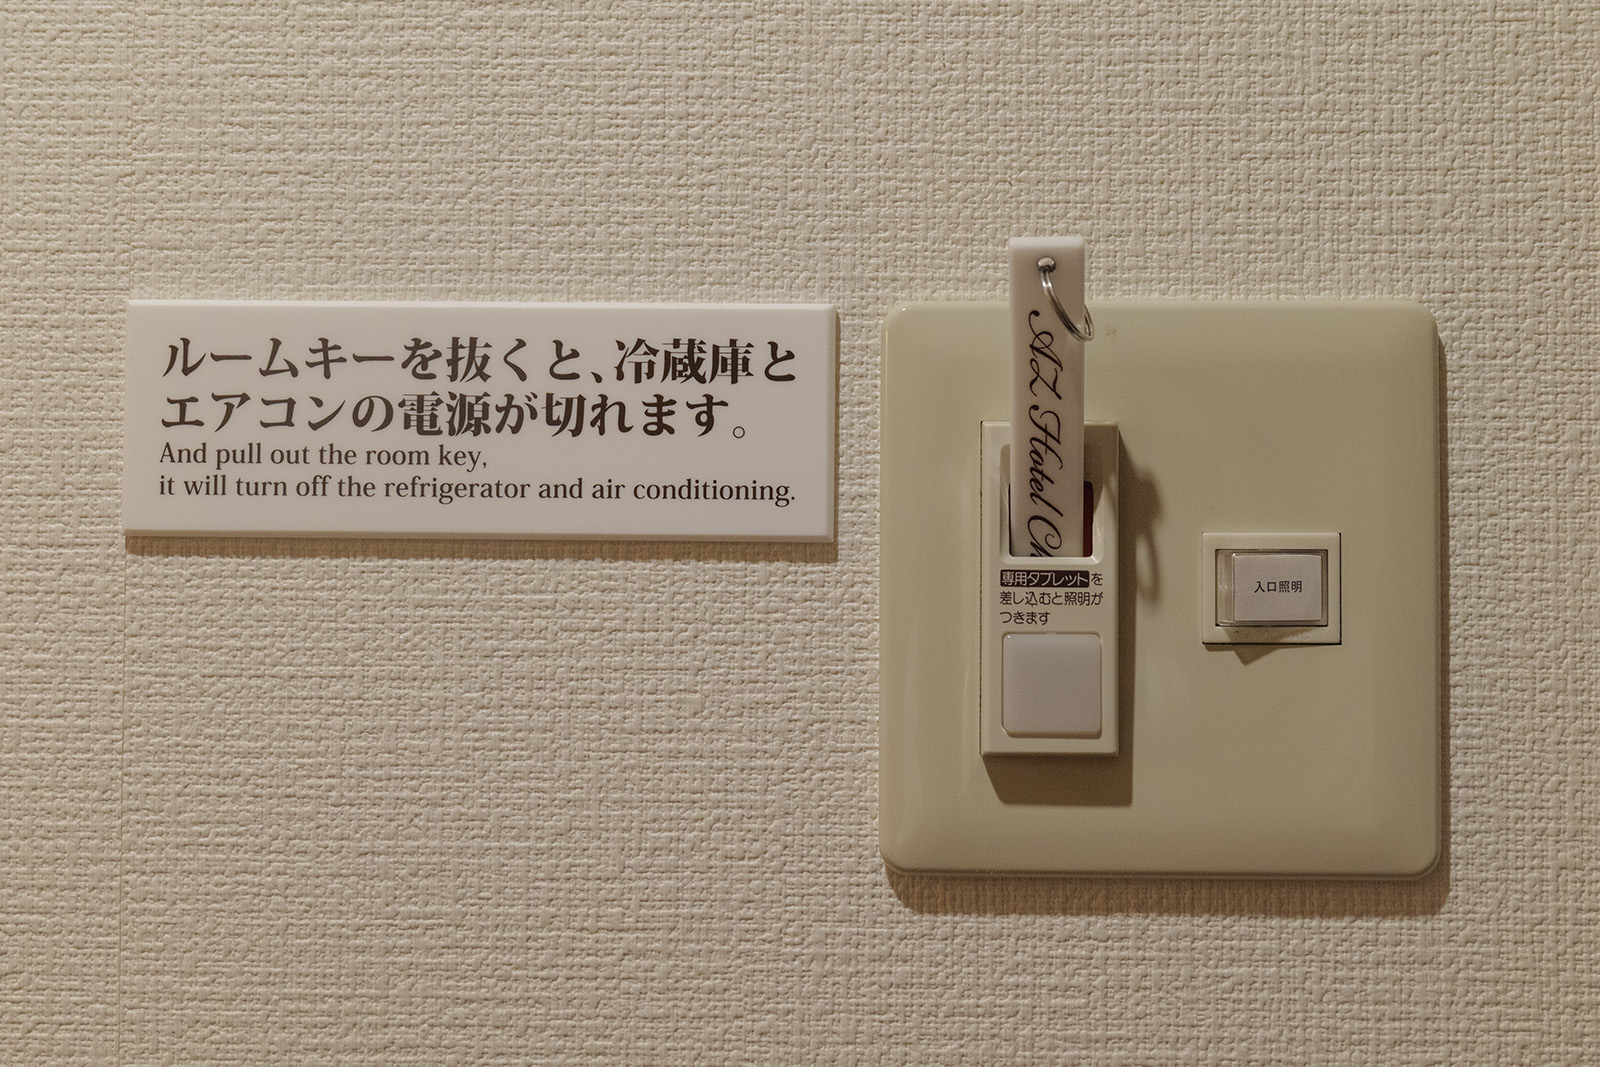 ルームキーを抜くと、冷蔵庫と
エアコンの電源が切れます。
And pull out the room key,
it will turn off the refrigerator and air conditioning.
AZ Hotel
専用タブレットを
差し込むと照明が
つきます
入口照明